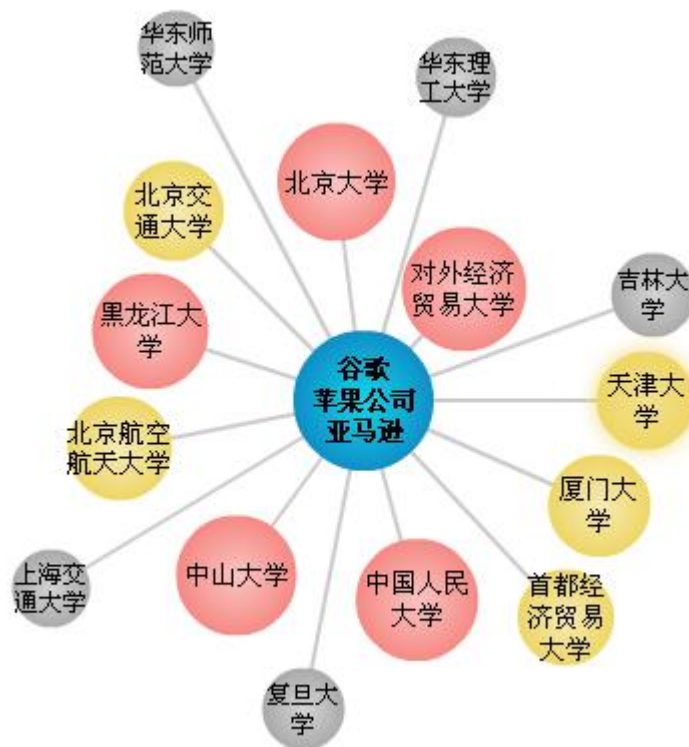 华东师
范大学
华东理
工大学
北京大学
北京交
通大学
对外经济
贸易大学
吉林大
学
黑龙江大
学
谷歌
苹果公司
亚马逊
天津大
学
北京航空
航天大学
厦门大
学
中山大学
中国人民
大学
上海交
通大学
首都经
济贸易
大学
复旦大
学